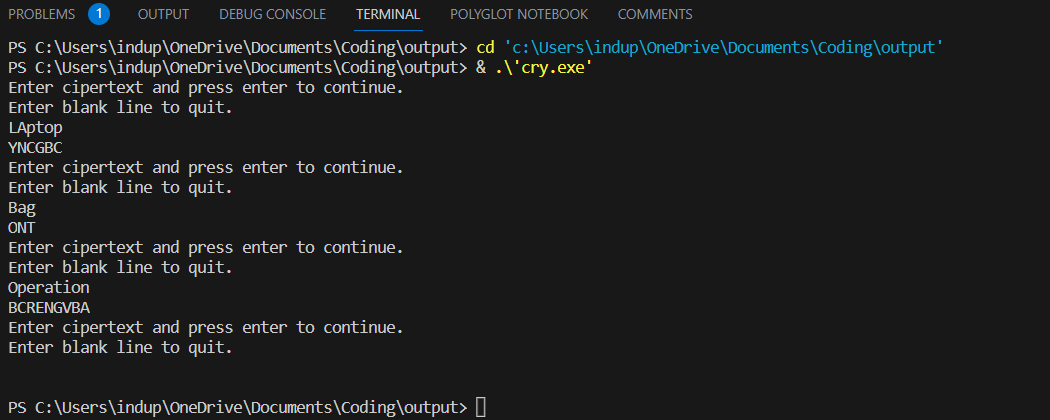 PROBLEMS 1 OUTPUT DEBUG CONSOLE TERMINAL POLYGLOT NOTEBOOK COMMENTS
PS C:\Users\indup\OneDrive\Documents\Coding\output> cd 'c:\Users\indup\OneDrive\Documents\Coding\output'
PS C:\Users\indup\OneDrive\Documents\Coding\output> & .\'cry.exe'
Enter cipertext and press enter to continue.
Enter blank line to quit.
LAptop
YNCGBC
Enter cipertext and press enter to continue.
Enter blank line to quit.
Bag
ONT
Enter cipertext and press enter to continue.
Enter blank line to quit.
Operation
BCRENGVBA
Enter cipertext and press enter to continue.
Enter blank line to quit.
PS C:\Users\indup\OneDrive\Documents\Coding\output>